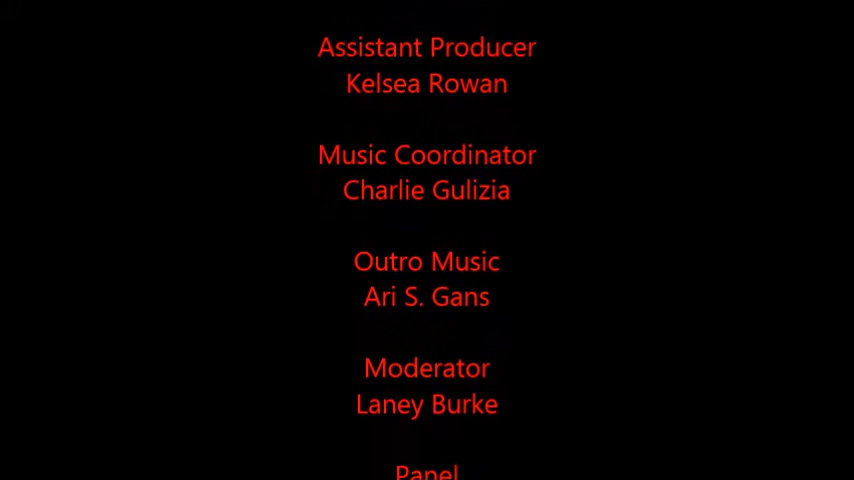 Assistant Producer
Kelsea Rowan
Music Coordinator
Charlie Gulizia
Outro Music
Ari S. Gans
Moderator
Laney Burke
Panel